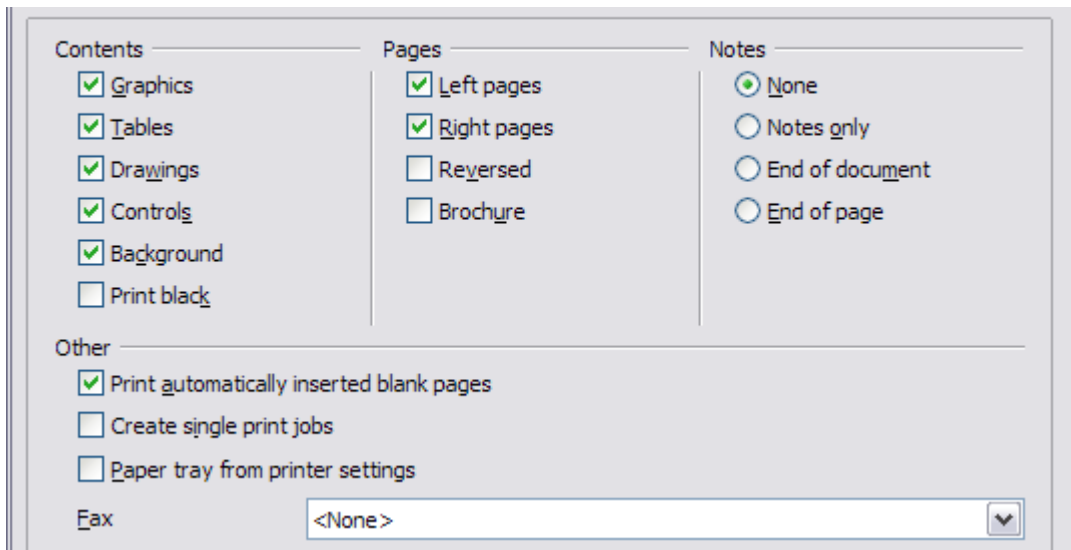 Contents
Graphics
Tables
Drawings
Controls
Background
Print black
Pages
Left pages
Right pages
Reversed
Brochure
Notes
None
Notes only
End of document
End of page
Other
Print automatically inserted blank pages
Create single print jobs
Paper tray from printer settings
Fax
<None>